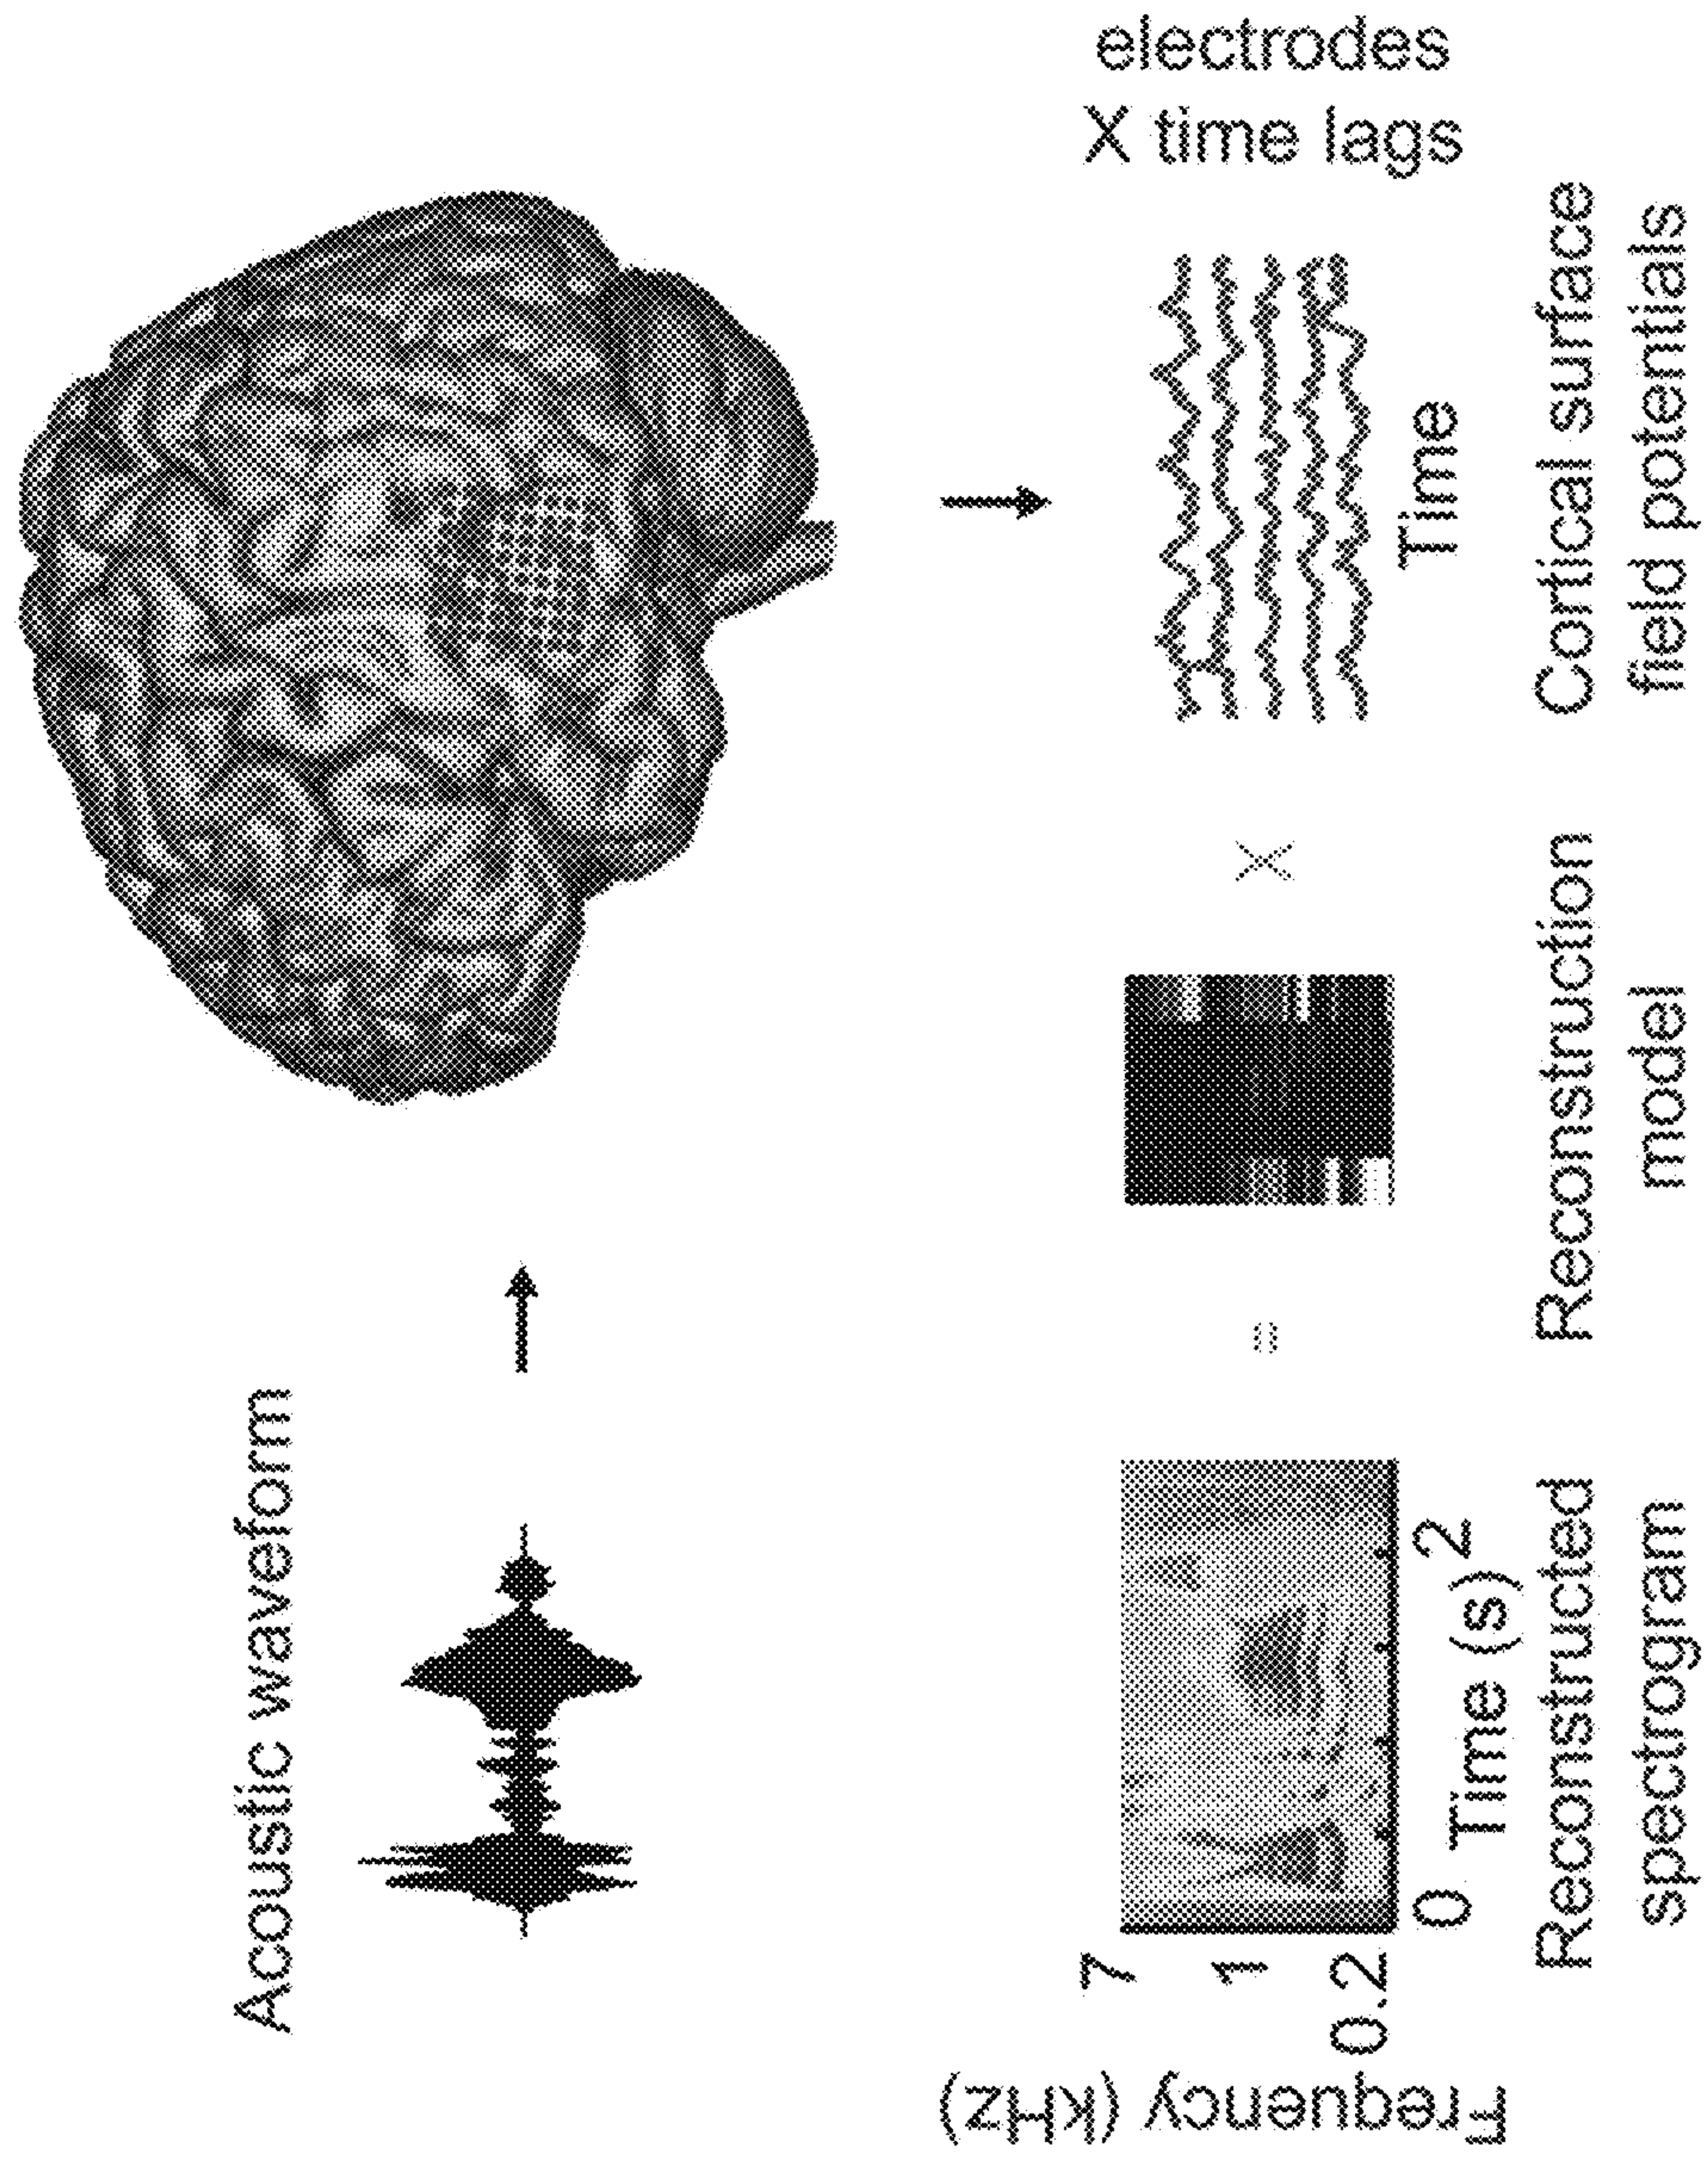 Acoustic waveform
Frequency (kHz)
7
1
0.2
0
Time (s)
2
Reconstructed
spectrogram
=
Reconstruction
model
X
Time
Cortical surface
field potentials
electrodes
X time lags